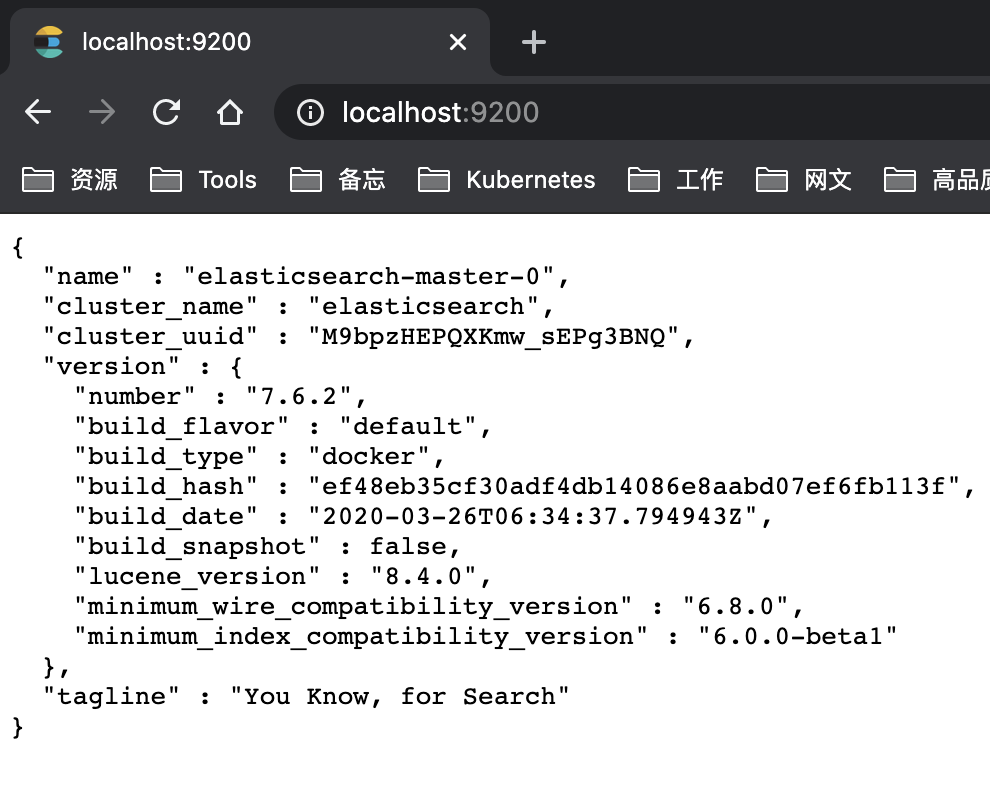 localhost:9200
localhost:9200
资源 Tools 备忘 Kubernetes 工作 网文 高品
{
"name" : "elasticsearch-master-0",
"cluster_name" : "elasticsearch",
"cluster_uuid" : "M9bpzHEPQXKmw_sEPg3BNQ",
"version" : {
"number" : "7.6.2",
"build_flavor" : "default",
"build_type" : "docker",
"build_hash" : "ef48eb35cf30adf4db14086e8aabd07ef6fb113f",
"build_date" : "2020-03-26T06:34:37.794943Z",
"build_snapshot" : false,
"lucene_version" : "8.4.0",
"minimum_wire_compatibility_version" : "6.8.0",
"minimum_index_compatibility_version" : "6.0.0-beta1"
},
"tagline" : "You Know, for Search"
}